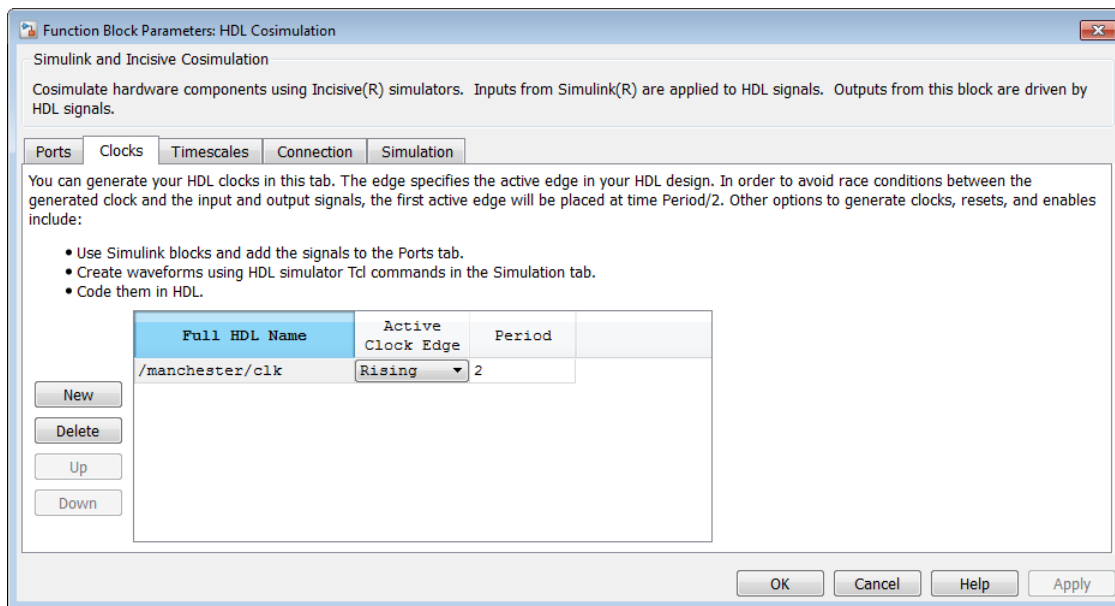 Function Block Parameters: HDL Cosimulation
Simulink and Incisive Cosimulation
Cosimulate hardware components using Incisive(R) simulators.  Inputs from Simulink(R) are applied to HDL signals.  Outputs from this block are driven by
HDL signals.
Ports Clocks Timescales Connection Simulation
You can generate your HDL clocks in this tab. The edge specifies the active edge in your HDL design. In order to avoid race conditions between the
generated clock and the input and output signals, the first active edge will be placed at time Period/2. Other options to generate clocks, resets, and enables
include:
• Use Simulink blocks and add the signals to the Ports tab.
• Create waveforms using HDL simulator Tcl commands in the Simulation tab.
• Code them in HDL.
Full HDL Name Active Clock Edge Period
/manchester/clk Rising 2
New
Delete
Up
Down
OK Cancel Help Apply